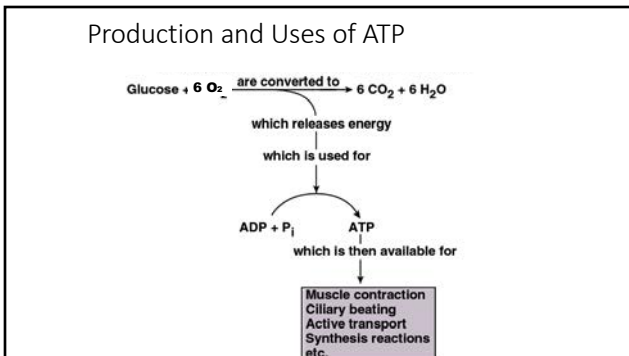 Production and Uses of ATP
Glucose + 6 O₂ are converted to 6 CO₂ + 6 H₂O
which releases energy
which is used for
ADP + Pᵢ ATP
which is then available for
Muscle contraction
Ciliary beating
Active transport
Synthesis reactions
etc.